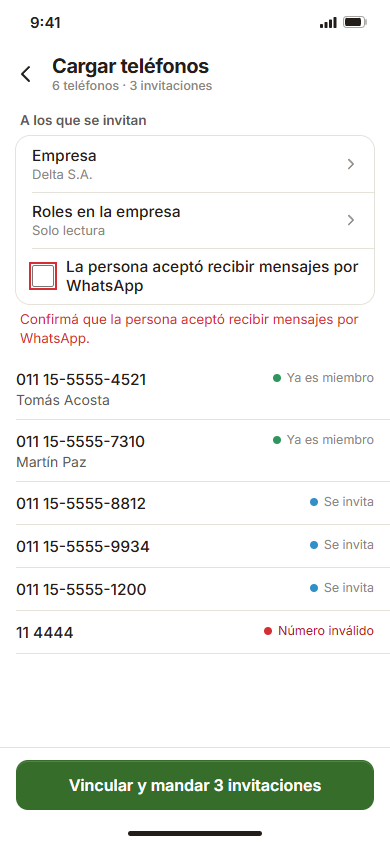 9:41
Cargar teléfonos
6 teléfonos · 3 invitaciones
A los que se invitan
Empresa
Delta S.A.
Roles en la empresa
Solo lectura
La persona aceptó recibir mensajes por
WhatsApp
Confirmá que la persona aceptó recibir mensajes por
WhatsApp.
011 15-5555-4521
Ya es miembro
Tomás Acosta
011 15-5555-7310
Ya es miembro
Martín Paz
011 15-5555-8812
Se invita
011 15-5555-9934
Se invita
011 15-5555-1200
Se invita
11 4444
Número inválido
Vincular y mandar 3 invitaciones